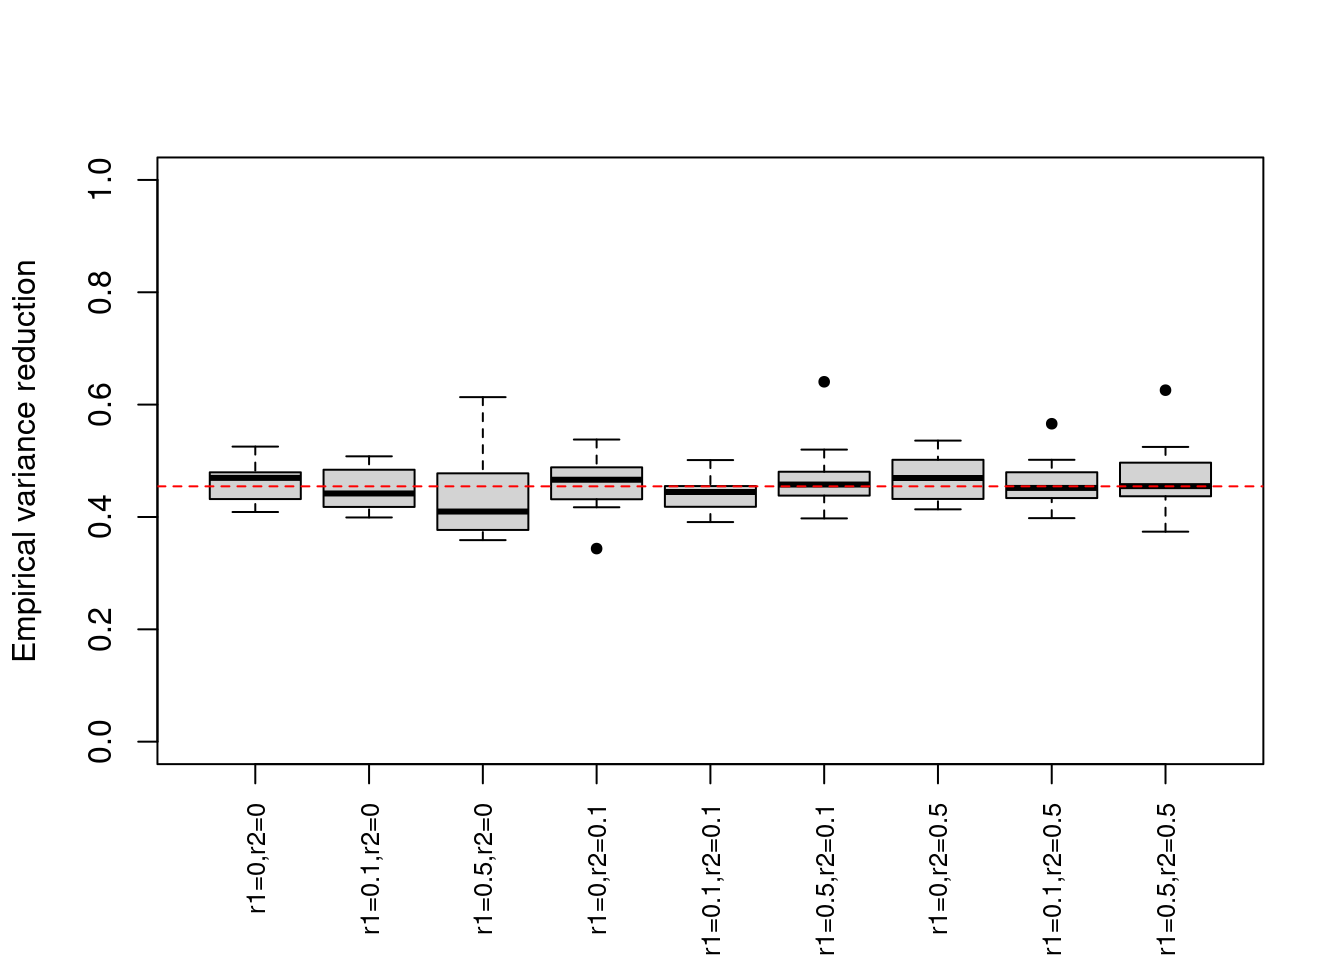 Empirical variance reduction
1.0
0.8
0.6
0.4
0.2
0.0
r1=0,r2=0
r1=0.1,r2=0
r1=0.5,r2=0
r1=0,r2=0.1
r1=0.1,r2=0.1
r1=0.5,r2=0.1
r1=0,r2=0.5
r1=0.1,r2=0.5
r1=0.5,r2=0.5